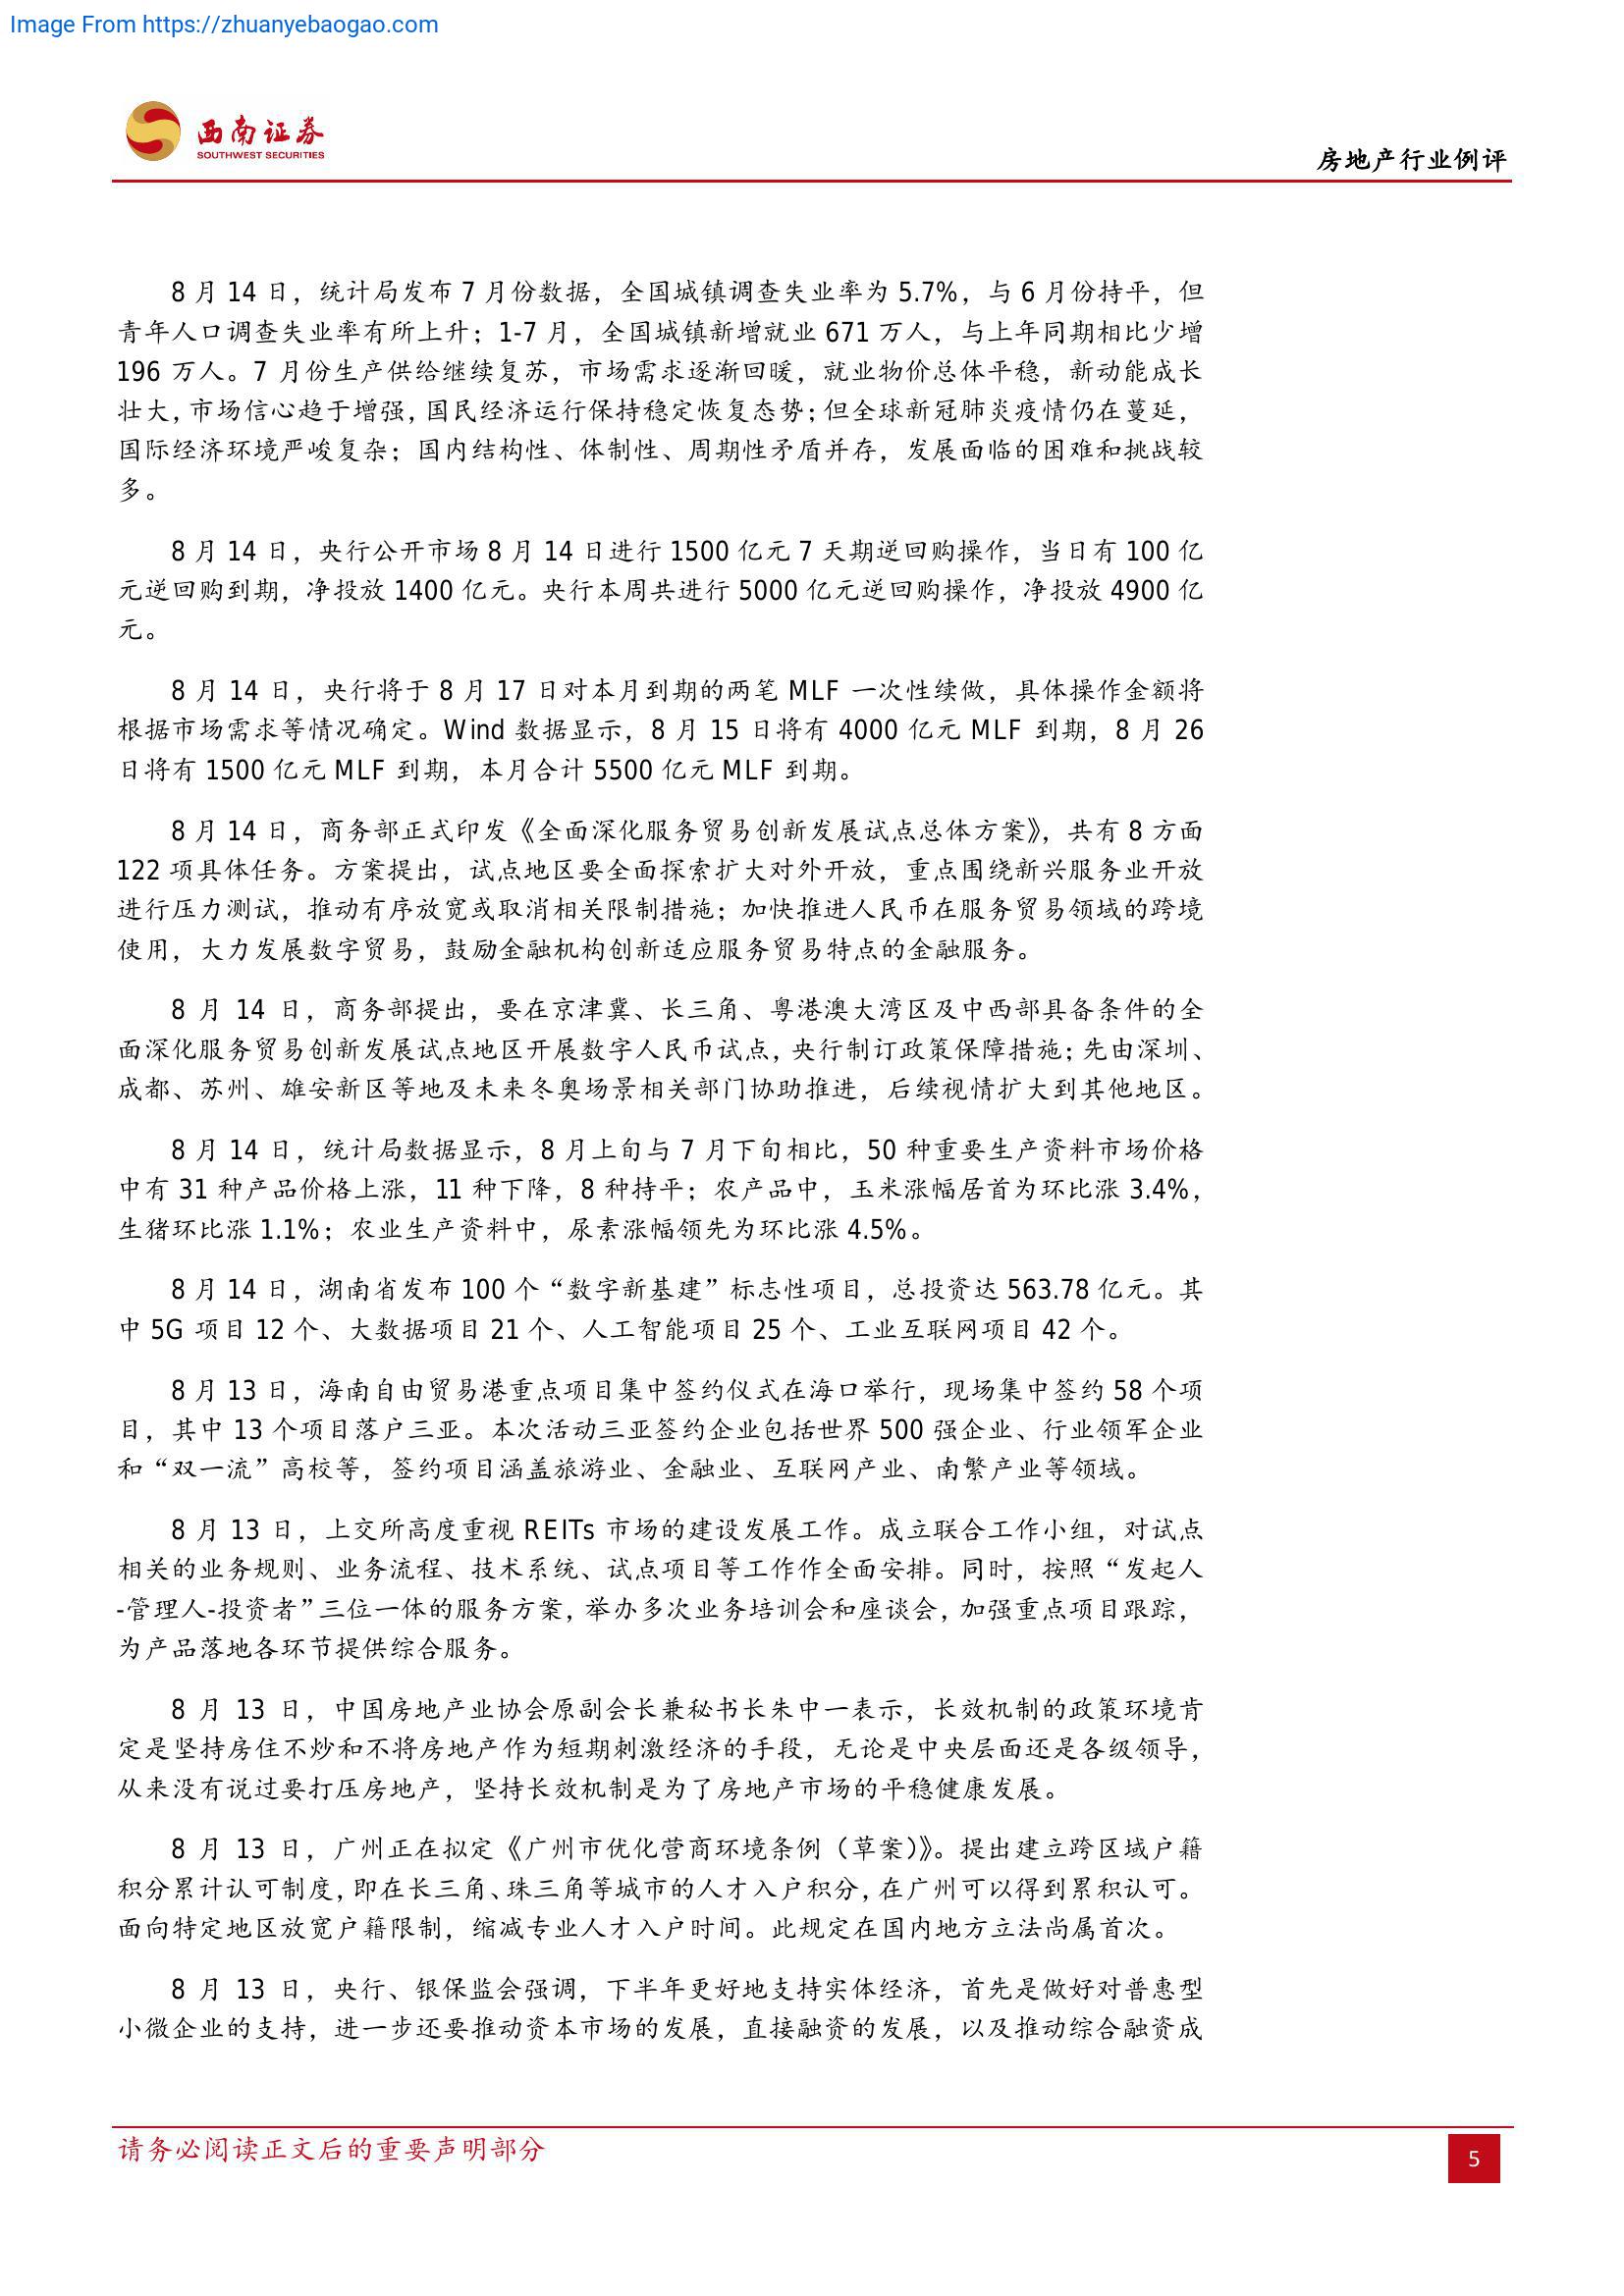 Image From https://zhuanyebaogao.com
西南证券
SOUTHWEST SECURITIES
房地产行业例评
8 月 14 日，统计局发布 7 月份数据，全国城镇调查失业率为 5.7%，与 6 月份持平，但
青年人口调查失业率有所上升；1-7 月，全国城镇新增就业 671 万人，与上年同期相比少增
196 万人。7 月份生产供给继续复苏，市场需求逐渐回暖，就业物价总体平稳，新动能成长
壮大，市场信心趋于增强，国民经济运行保持稳定恢复态势；但全球新冠肺炎疫情仍在蔓延，
国际经济环境严峻复杂；国内结构性、体制性、周期性矛盾并存，发展面临的困难和挑战较
多。
8 月 14 日，央行公开市场 8 月 14 日进行 1500 亿元 7 天期逆回购操作，当日有 100 亿
元逆回购到期，净投放 1400 亿元。央行本周共进行 5000 亿元逆回购操作，净投放 4900 亿
元。
8 月 14 日，央行将于 8 月 17 日对本月到期的两笔 MLF 一次性续做，具体操作金额将
根据市场需求等情况确定。Wind 数据显示，8 月 15 日将有 4000 亿元 MLF 到期，8 月 26
日将有 1500 亿元 MLF 到期，本月合计 5500 亿元 MLF 到期。
8 月 14 日，商务部正式印发《全面深化服务贸易创新发展试点总体方案》，共有 8 方面
122 项具体任务。方案提出，试点地区要全面探索扩大对外开放，重点围绕新兴服务业开放
进行压力测试，推动有序放宽或取消相关限制措施；加快推进人民币在服务贸易领域的跨境
使用，大力发展数字贸易，鼓励金融机构创新适应服务贸易特点的金融服务。
8 月 14 日，商务部提出，要在京津冀、长三角、粤港澳大湾区及中西部具备条件的全
面深化服务贸易创新发展试点地区开展数字人民币试点，央行制订政策保障措施；先由深圳、
成都、苏州、雄安新区等地及未来冬奥场景相关部门协助推进，后续视情扩大到其他地区。
8 月 14 日，统计局数据显示，8 月上旬与 7 月下旬相比，50 种重要生产资料市场价格
中有 31 种产品价格上涨，11 种下降，8 种持平；农产品中，玉米涨幅居首为环比涨 3.4%，
生猪环比涨 1.1%；农业生产资料中，尿素涨幅领先为环比涨 4.5%。
8 月 14 日，湖南省发布 100 个“数字新基建”标志性项目，总投资达 563.78 亿元。其
中 5G 项目 12 个、大数据项目 21 个、人工智能项目 25 个、工业互联网项目 42 个。
8 月 13 日，海南自由贸易港重点项目集中签约仪式在海口举行，现场集中签约 58 个项
目，其中 13 个项目落户三亚。本次活动三亚签约企业包括世界 500 强企业、行业领军企业
和“双一流”高校等，签约项目涵盖旅游业、金融业、互联网产业、南繁产业等领域。
8 月 13 日，上交所高度重视 REITs 市场的建设发展工作。成立联合工作小组，对试点
相关的业务规则、业务流程、技术系统、试点项目等工作作全面安排。同时，按照“发起人
-管理人-投资者”三位一体的服务方案，举办多次业务培训会和座谈会，加强重点项目跟踪，
为产品落地各环节提供综合服务。
8 月 13 日，中国房地产业协会原副会长兼秘书长朱中一表示，长效机制的政策环境肯
定是坚持房住不炒和不将房地产作为短期刺激经济的手段，无论是中央层面还是各级领导，
从来没有说过要打压房地产，坚持长效机制是为了房地产市场的平稳健康发展。
8 月 13 日，广州正在拟定《广州市优化营商环境条例（草案）》。提出建立跨区域户籍
积分累计认可制度，即在长三角、珠三角等城市的人才入户积分，在广州可以得到累积认可。
面向特定地区放宽户籍限制，缩减专业人才入户时间。此规定在国内地方立法尚属首次。
8 月 13 日，央行、银保监会强调，下半年更好地支持实体经济，首先是做好对普惠型
小微企业的支持，进一步还要推动资本市场的发展，直接融资的发展，以及推动综合融资成
请务必阅读正文后的重要声明部分
5